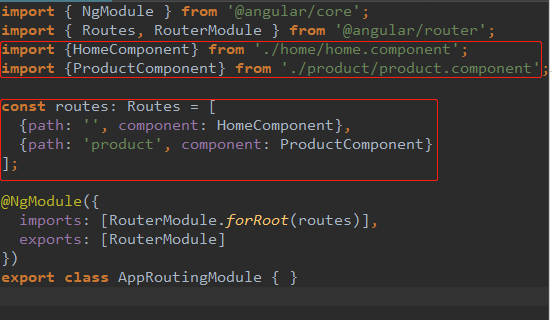 import { NgModule } from '@angular/core';
import { Routes, RouterModule } from '@angular/router';
import {HomeComponent} from './home/home.component';
import {ProductComponent} from './product/product.component';
const routes: Routes = [
  {path: '', component: HomeComponent},
  {path: 'product', component: ProductComponent}
];
@NgModule({
  imports: [RouterModule.forRoot(routes)],
  exports: [RouterModule]
})
export class AppRoutingModule { }